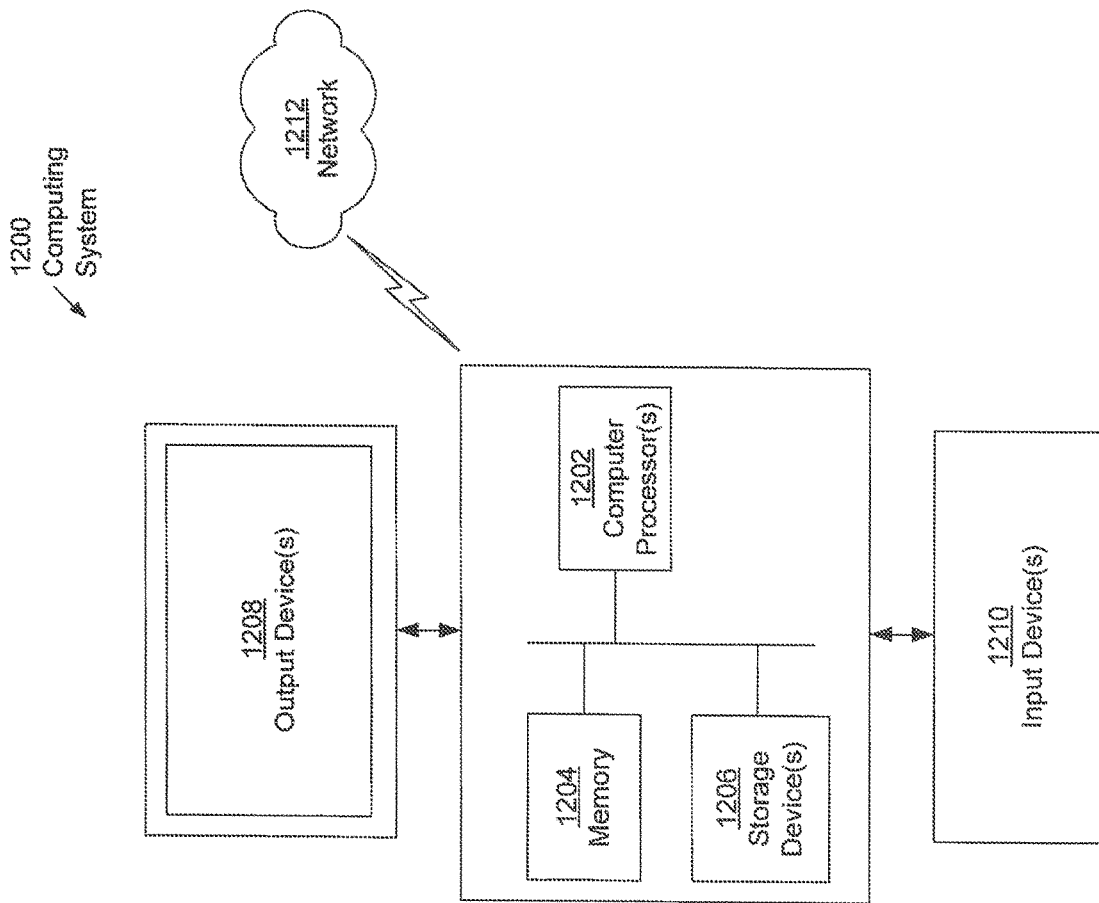 1200
Computing
System
1212
Network
1208
Output Device(s)
1202
Computer
Processor(s)
1204
Memory
1206
Storage
Device(s)
1210
Input Device(s)